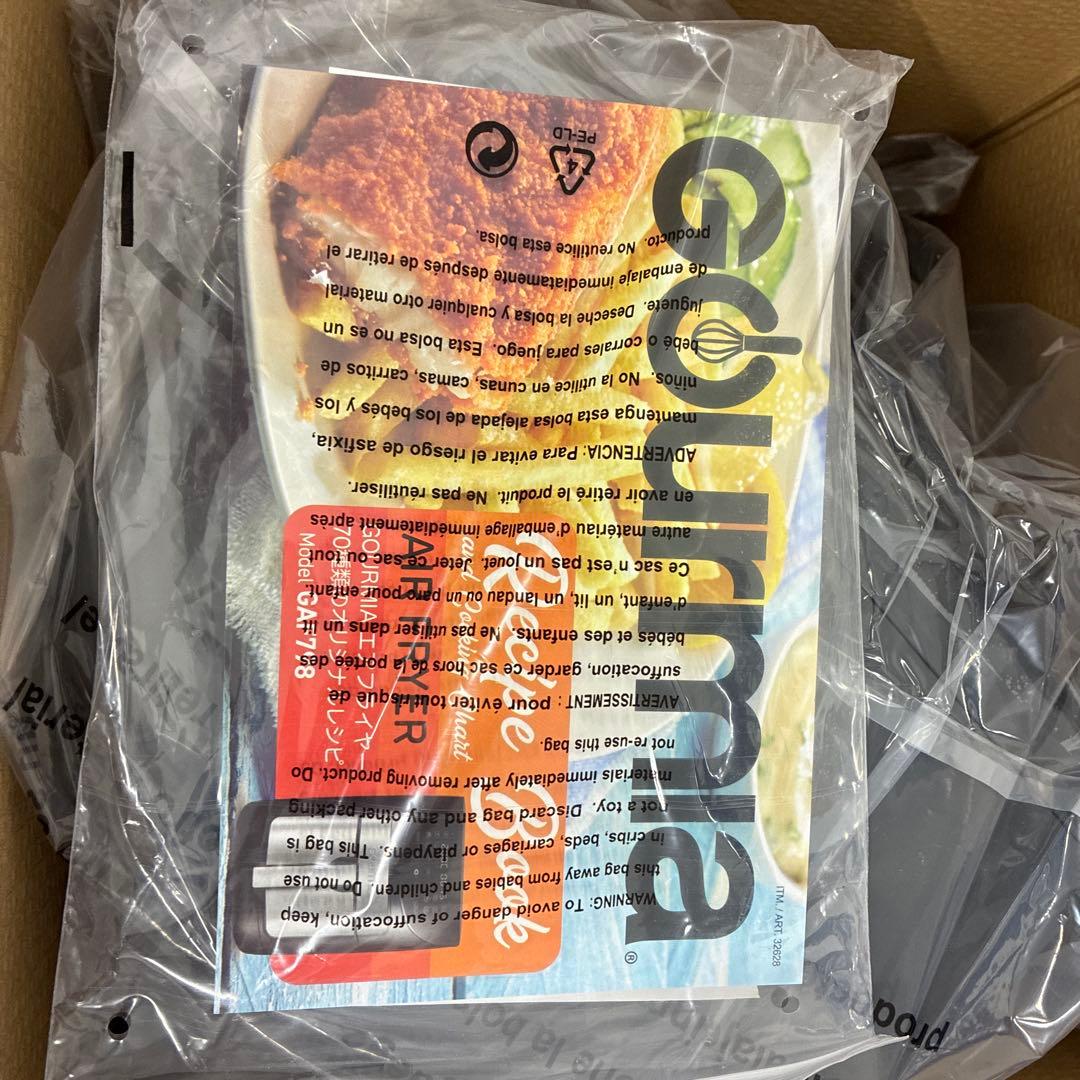 Gourmia®
Recipe Book
and Cooking Chart
AIR FRYER
GOURMIA エアフライヤー
70種類のオリジナルレシピ
Model GAF798
ITM. / ART. 32628
WARNING: To avoid danger of suffocation, keep
this bag away from babies and children. Do not use
in cribs, beds, carriages or playpens. This bag is
not a toy. Discard bag and any other packing
materials immediately after removing product. Do
not re-use this bag.
AVERTISSEMENT : pour éviter tout risque de
suffocation, garder ce sac hors de la portée des
bébés et des enfants. Ne pas utiliser dans un lit
d'enfant, un lit, un landau ou un parc pour enfant.
Ce sac n'est pas un jouet. Jeter ce sac ou tout
autre matériau d'emballage immédiatement après
en avoir retiré le produit. Ne pas réutiliser.
ADVERTENCIA: Para evitar el riesgo de asfixia,
mantenga esta bolsa alejada de los bebés y los
niños. No la utilice en cunas, camas, carritos de
bebé o corrales para juego. Esta bolsa no es un
juguete. Deseche la bolsa y cualquier otro material
de embalaje inmediatamente después de retirar el
producto. No reutilice esta bolsa.
4
PE-LD
prod
erial